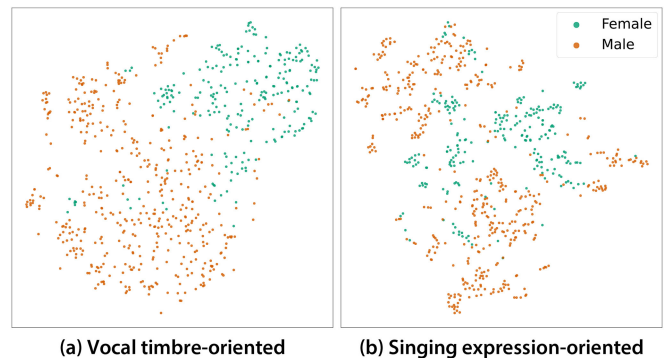 Female
Male
(a) Vocal timbre-oriented
(b) Singing expression-oriented